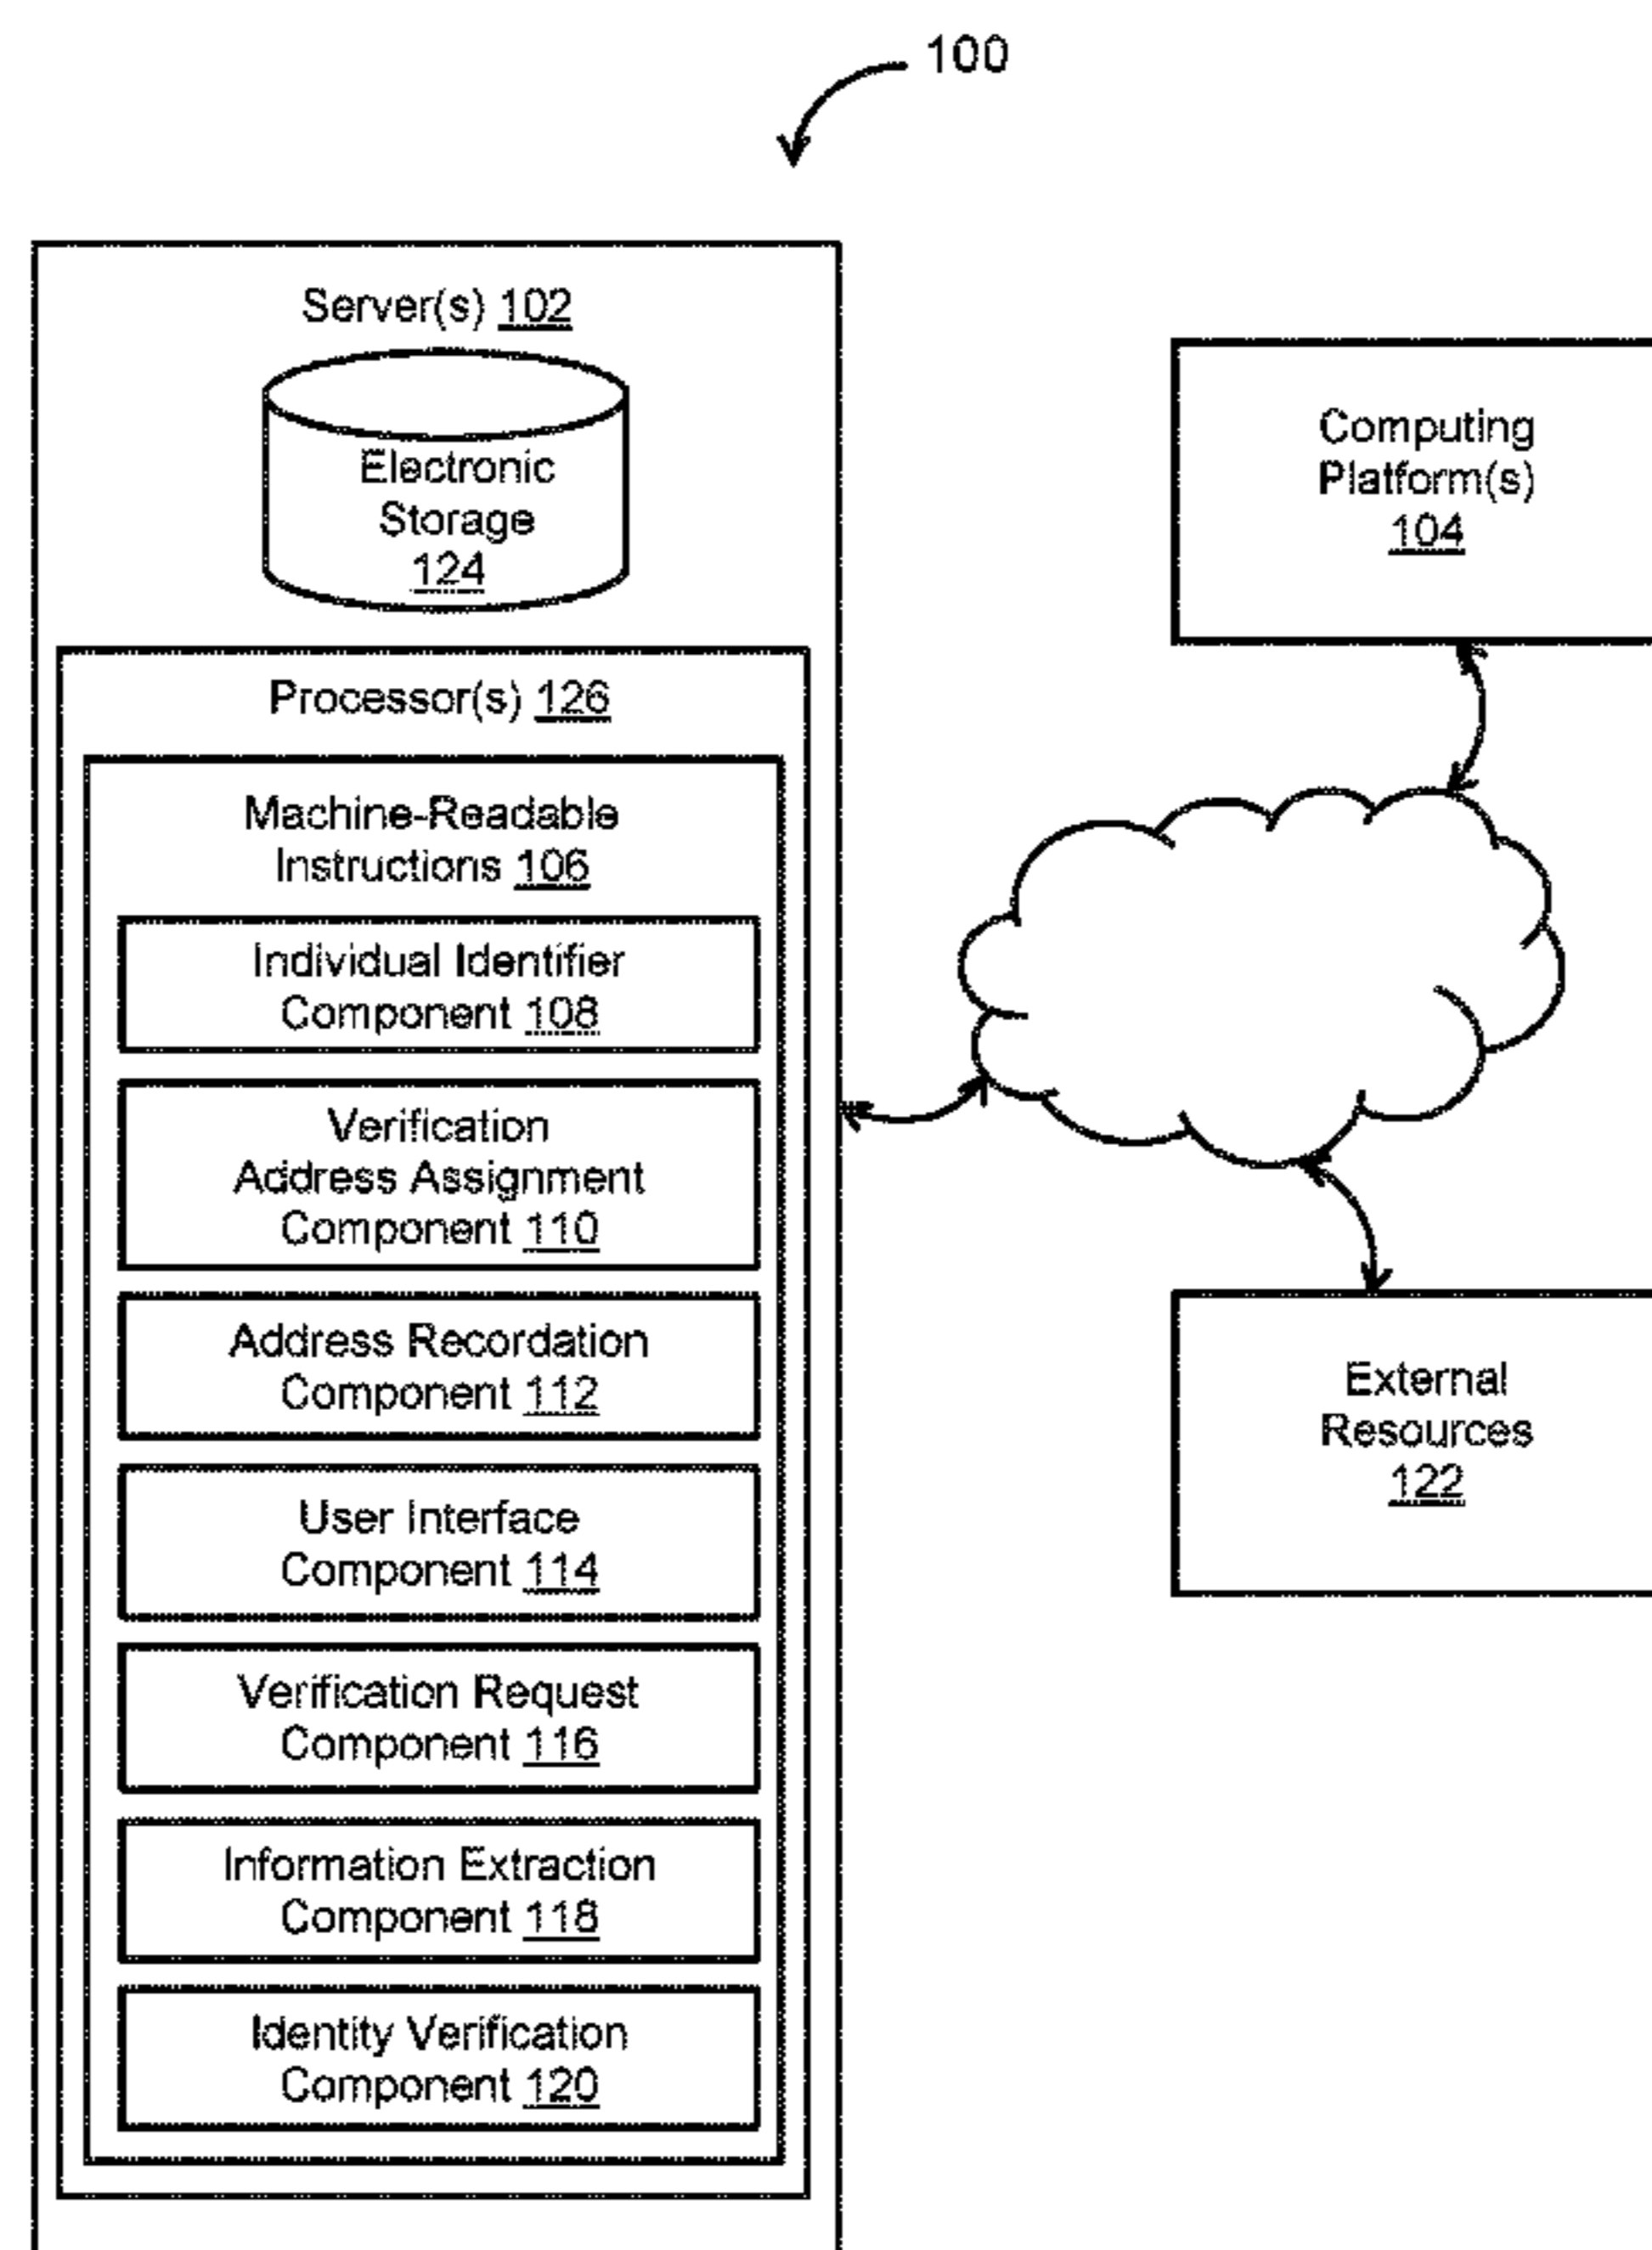 100
Server(s) 102
Electronic
Storage
124
Processor(s) 126
Machine-Readable
Instructions 106
Individual Identifier
Component 108
Verification
Address Assignment
Component 110
Address Recordation
Component 112
User Interface
Component 114
Verification Request
Component 116
Information Extraction
Component 118
Identity Verification
Component 120
Computing
Platform(s)
104
External
Resources
122